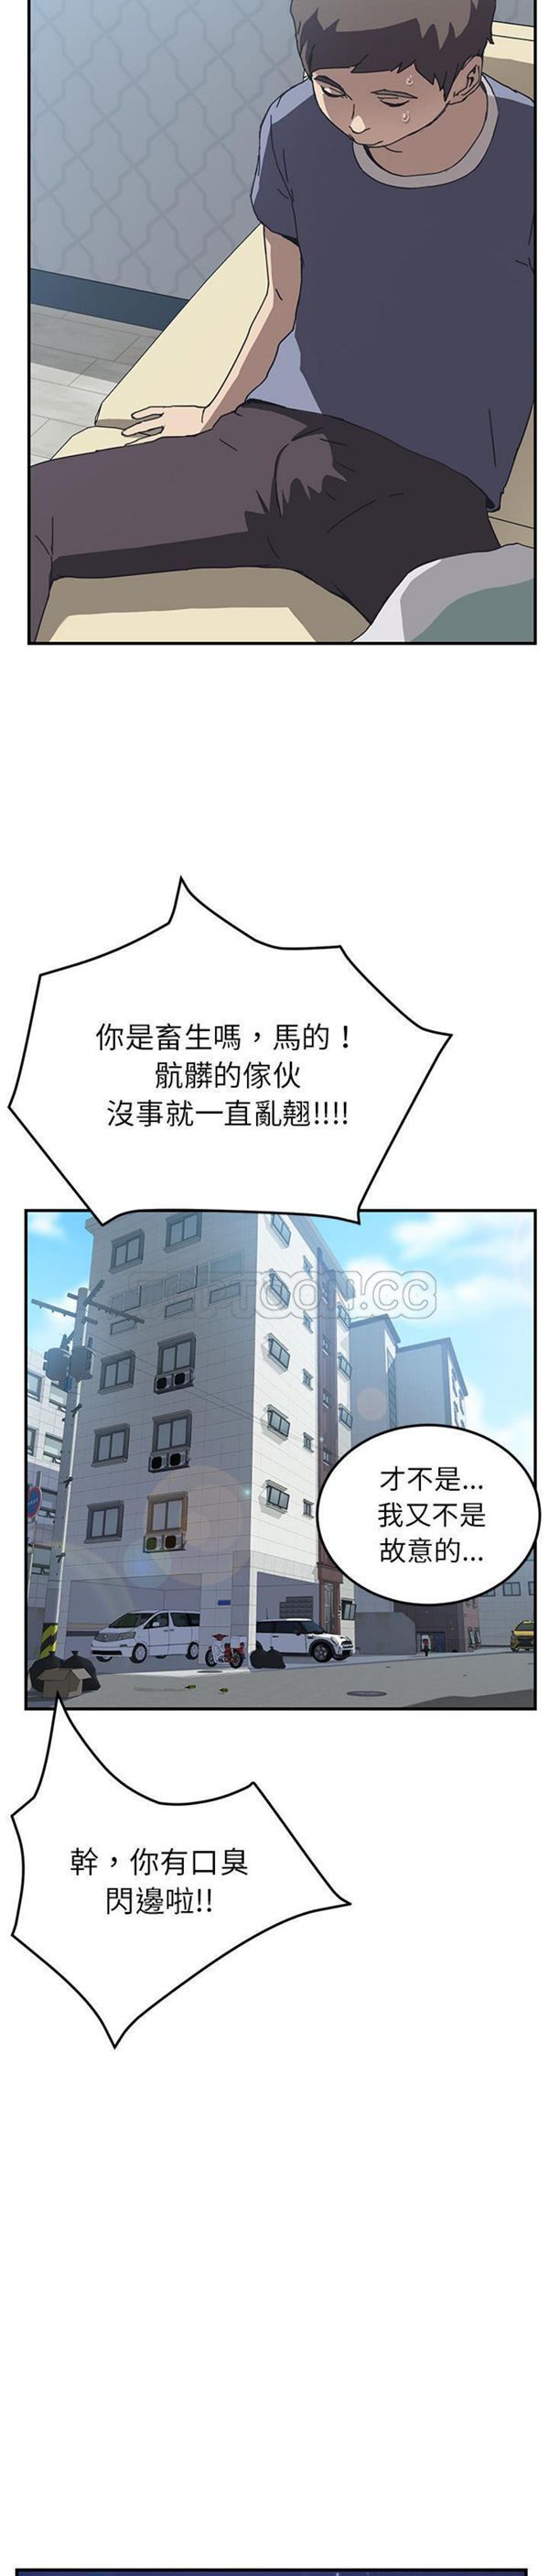 你是畜生嗎，馬的！
骯髒的傢伙
沒事就一直亂翹!!!!
才不是...
我又不是
故意的...
幹，你有口臭
閃邊啦!!